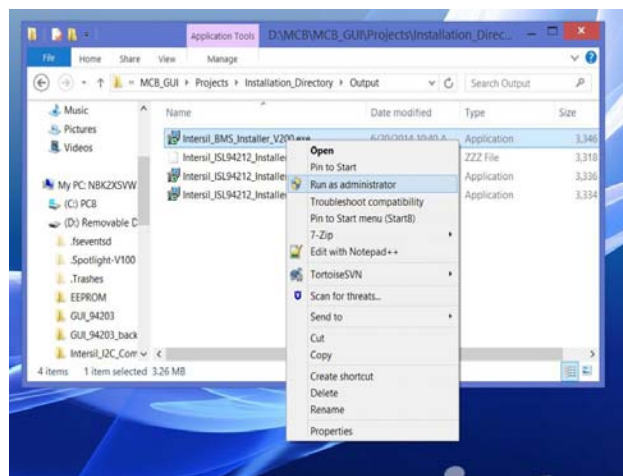 Application Tools D:\MCB\MCB_GUI\Projects\Installation_Direc...
File Home Share View Manage
MCB_GUI Projects Installation_Directory Output Search Output
Music
Pictures
Videos
My PC: NBK2XSVW
(C:) PCB
(D:) Removable D
.fseventsd
.Spotlight-V100
.Trashes
EEPROM
GUI_94203
GUI_94203_back
Intersil_I2C_Com
Name Date modified Type Size
Intersil_BMS_Installer_V200.exe 6/20/2014 10:40 A Application 3,346
Intersil_ISL94212_Installe ZZZ File 3,318
Intersil_ISL94212_Installe Application 3,336
Intersil_ISL94212_Installe Application 3,334
Open
Pin to Start
Run as administrator
Troubleshoot compatibility
Pin to Start menu (Start8)
7-Zip
Edit with Notepad++
TortoiseSVN
Scan for threats...
Send to
Cut
Copy
Create shortcut
Delete
Rename
Properties
4 items 1 item selected 3.26 MB